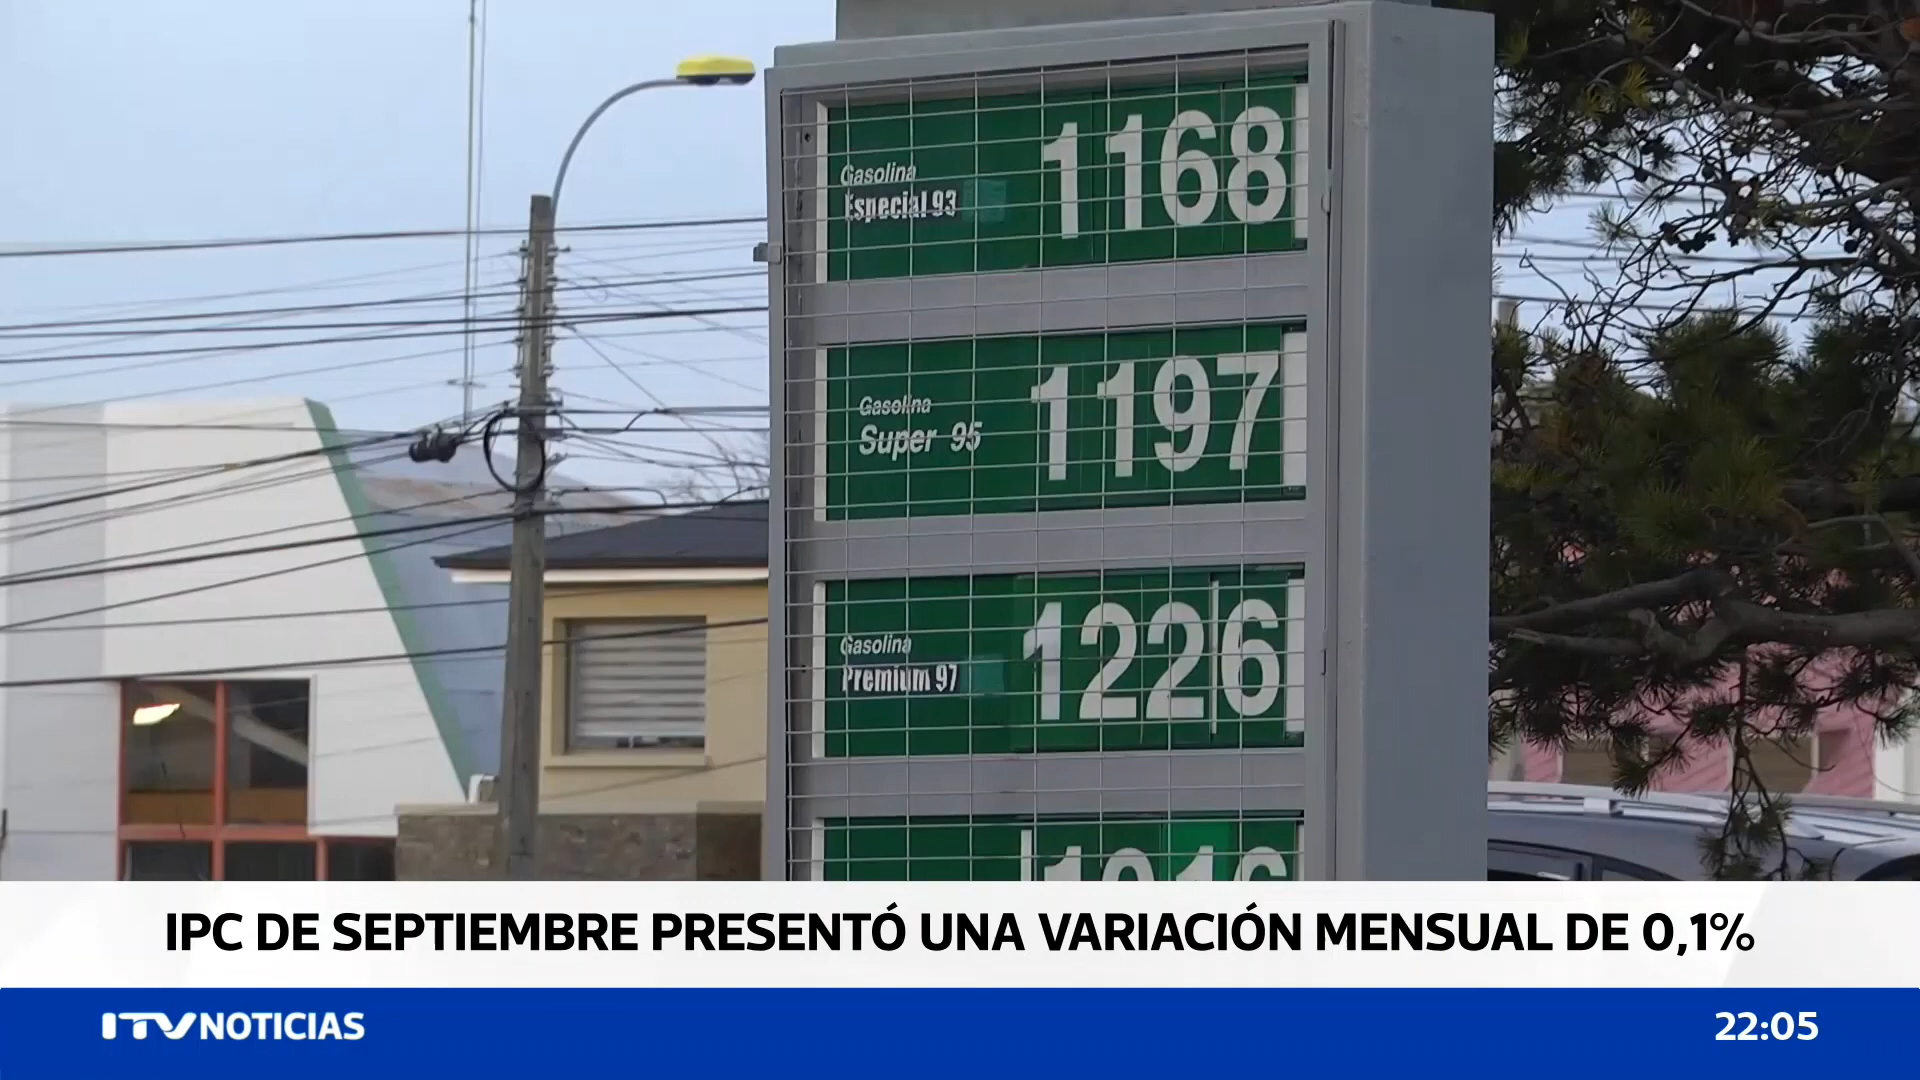 Gasolina
Especial 93
1168
Gasolina
Super 95
1197
Gasolina
Premium 97
1226
IPC DE SEPTIEMBRE PRESENTÓ UNA VARIACIÓN MENSUAL DE 0,1%
ITV NOTICIAS
22:05